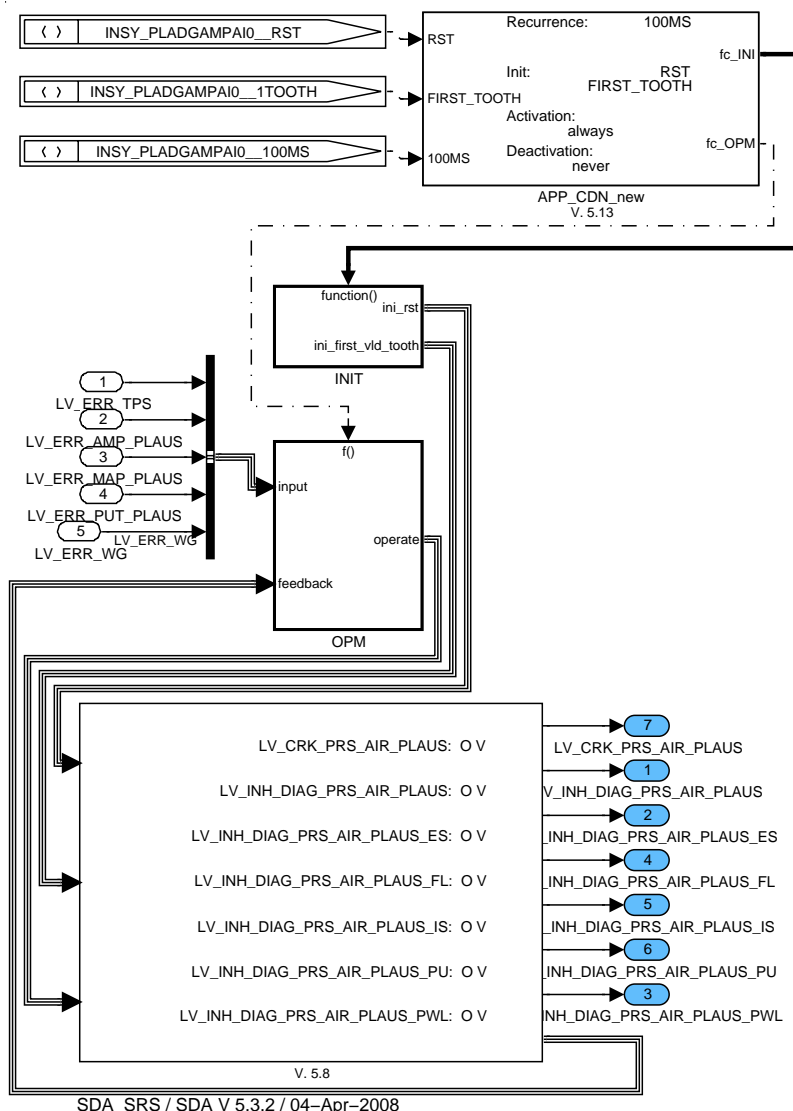 INSY_PLADGAMPAI0__RST
INSY_PLADGAMPAI0__1TOOTH
INSY_PLADGAMPAI0__100MS
RST
FIRST_TOOTH
100MS
Recurrence: 100MS
Init: RST
FIRST_TOOTH
Activation:
always
Deactivation:
never
fc_INI
fc_OPM
APP_CDN_new
V. 5.13
function()
ini_rst
ini_first_vld_tooth
INIT
1
LV_ERR_TPS
2
LV_ERR_AMP_PLAUS
3
LV_ERR_MAP_PLAUS
4
LV_ERR_PUT_PLAUS
5
LV_ERR_WG
LV_ERR_WG
f()
input
operate
feedback
OPM
LV_CRK_PRS_AIR_PLAUS: O V
LV_INH_DIAG_PRS_AIR_PLAUS: O V
LV_INH_DIAG_PRS_AIR_PLAUS_ES: O V
LV_INH_DIAG_PRS_AIR_PLAUS_FL: O V
LV_INH_DIAG_PRS_AIR_PLAUS_IS: O V
LV_INH_DIAG_PRS_AIR_PLAUS_PU: O V
LV_INH_DIAG_PRS_AIR_PLAUS_PWL: O V
7
LV_CRK_PRS_AIR_PLAUS
1
V_INH_DIAG_PRS_AIR_PLAUS
2
_INH_DIAG_PRS_AIR_PLAUS_ES
4
_INH_DIAG_PRS_AIR_PLAUS_FL
5
_INH_DIAG_PRS_AIR_PLAUS_IS
6
_INH_DIAG_PRS_AIR_PLAUS_PU
3
INH_DIAG_PRS_AIR_PLAUS_PWL
V. 5.8
SDA_SRS / SDA V 5.3.2 / 04–Apr–2008